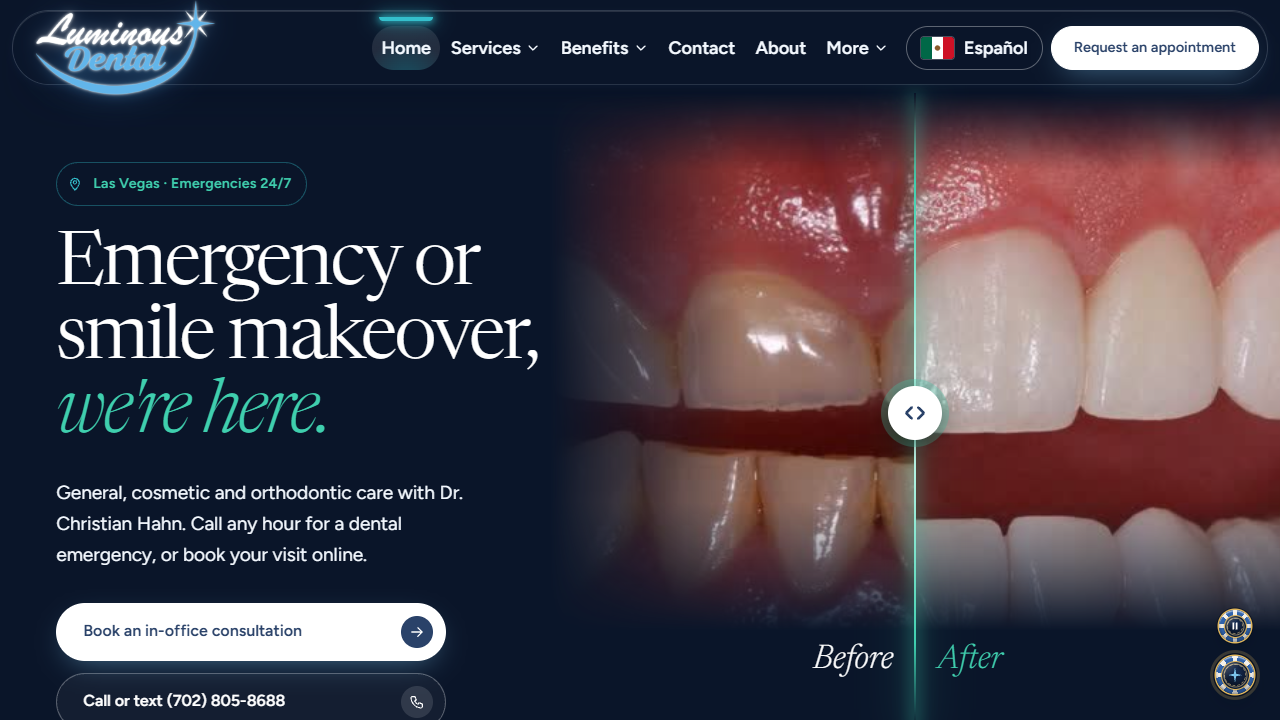 Luminous
Dental
Home
Services
Benefits
Contact
About
More
Español
Request an appointment
Las Vegas · Emergencies 24/7
Emergency or
smile makeover,
we're here.
General, cosmetic and orthodontic care with Dr.
Christian Hahn. Call any hour for a dental
emergency, or book your visit online.
Book an in-office consultation
Call or text (702) 805-8688
Before
After